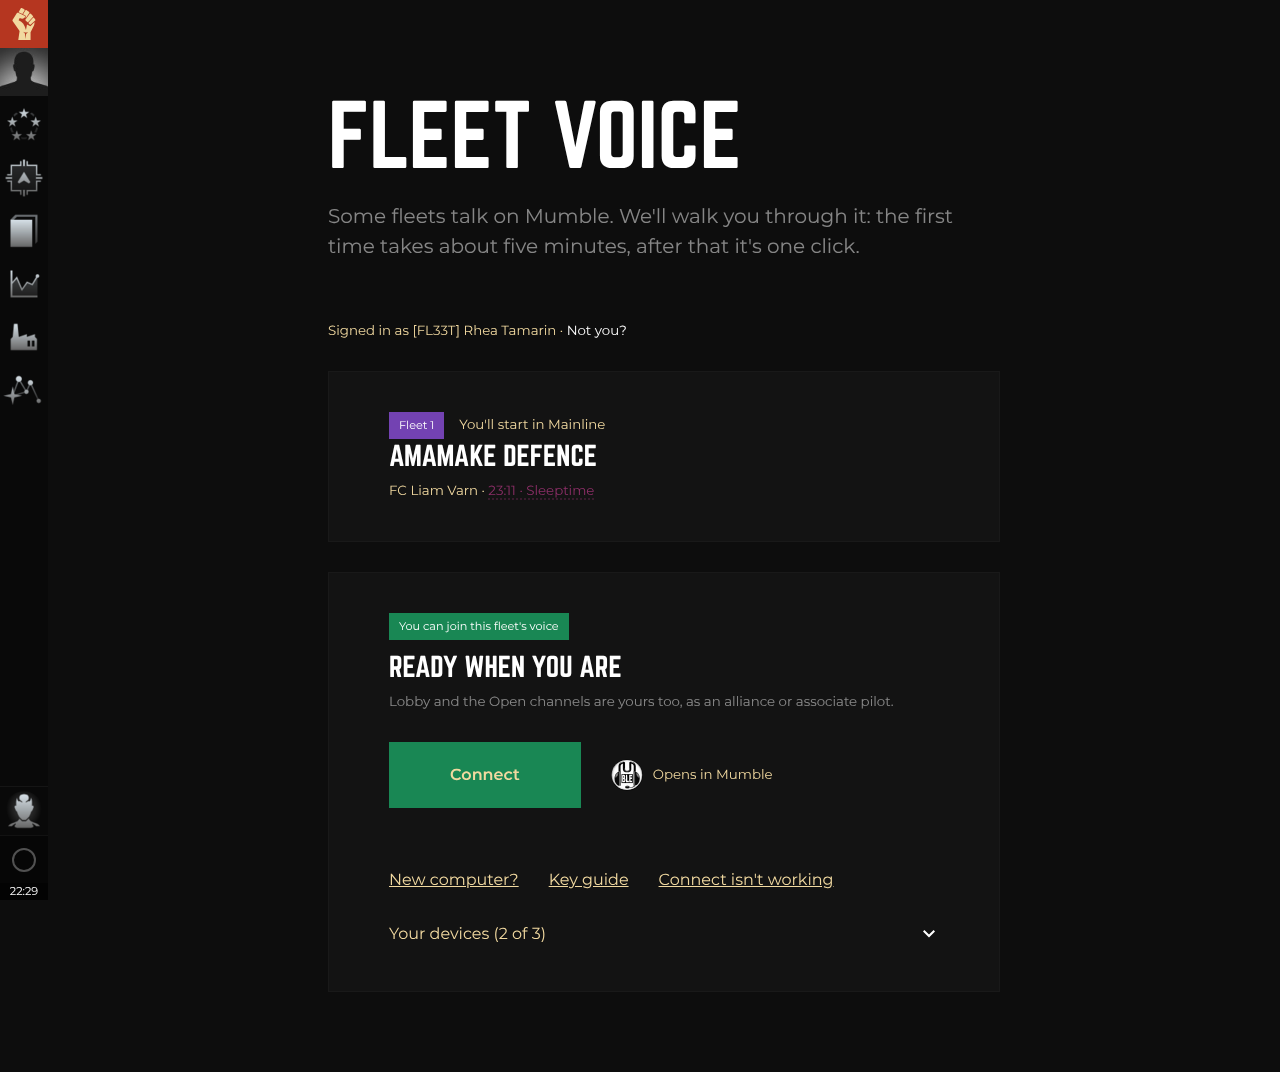 FLEET VOICE
Some fleets talk on Mumble. We'll walk you through it: the first
time takes about five minutes, after that it's one click.
Signed in as [FL33T] Rhea Tamarin · Not you?
Fleet 1 You'll start in Mainline
AMAMAKE DEFENCE
FC Liam Varn · 23:11 · Sleeptime
You can join this fleet's voice
READY WHEN YOU ARE
Lobby and the Open channels are yours too, as an alliance or associate pilot.
Connect
Opens in Mumble
New computer? Key guide Connect isn't working
Your devices (2 of 3)
22:29